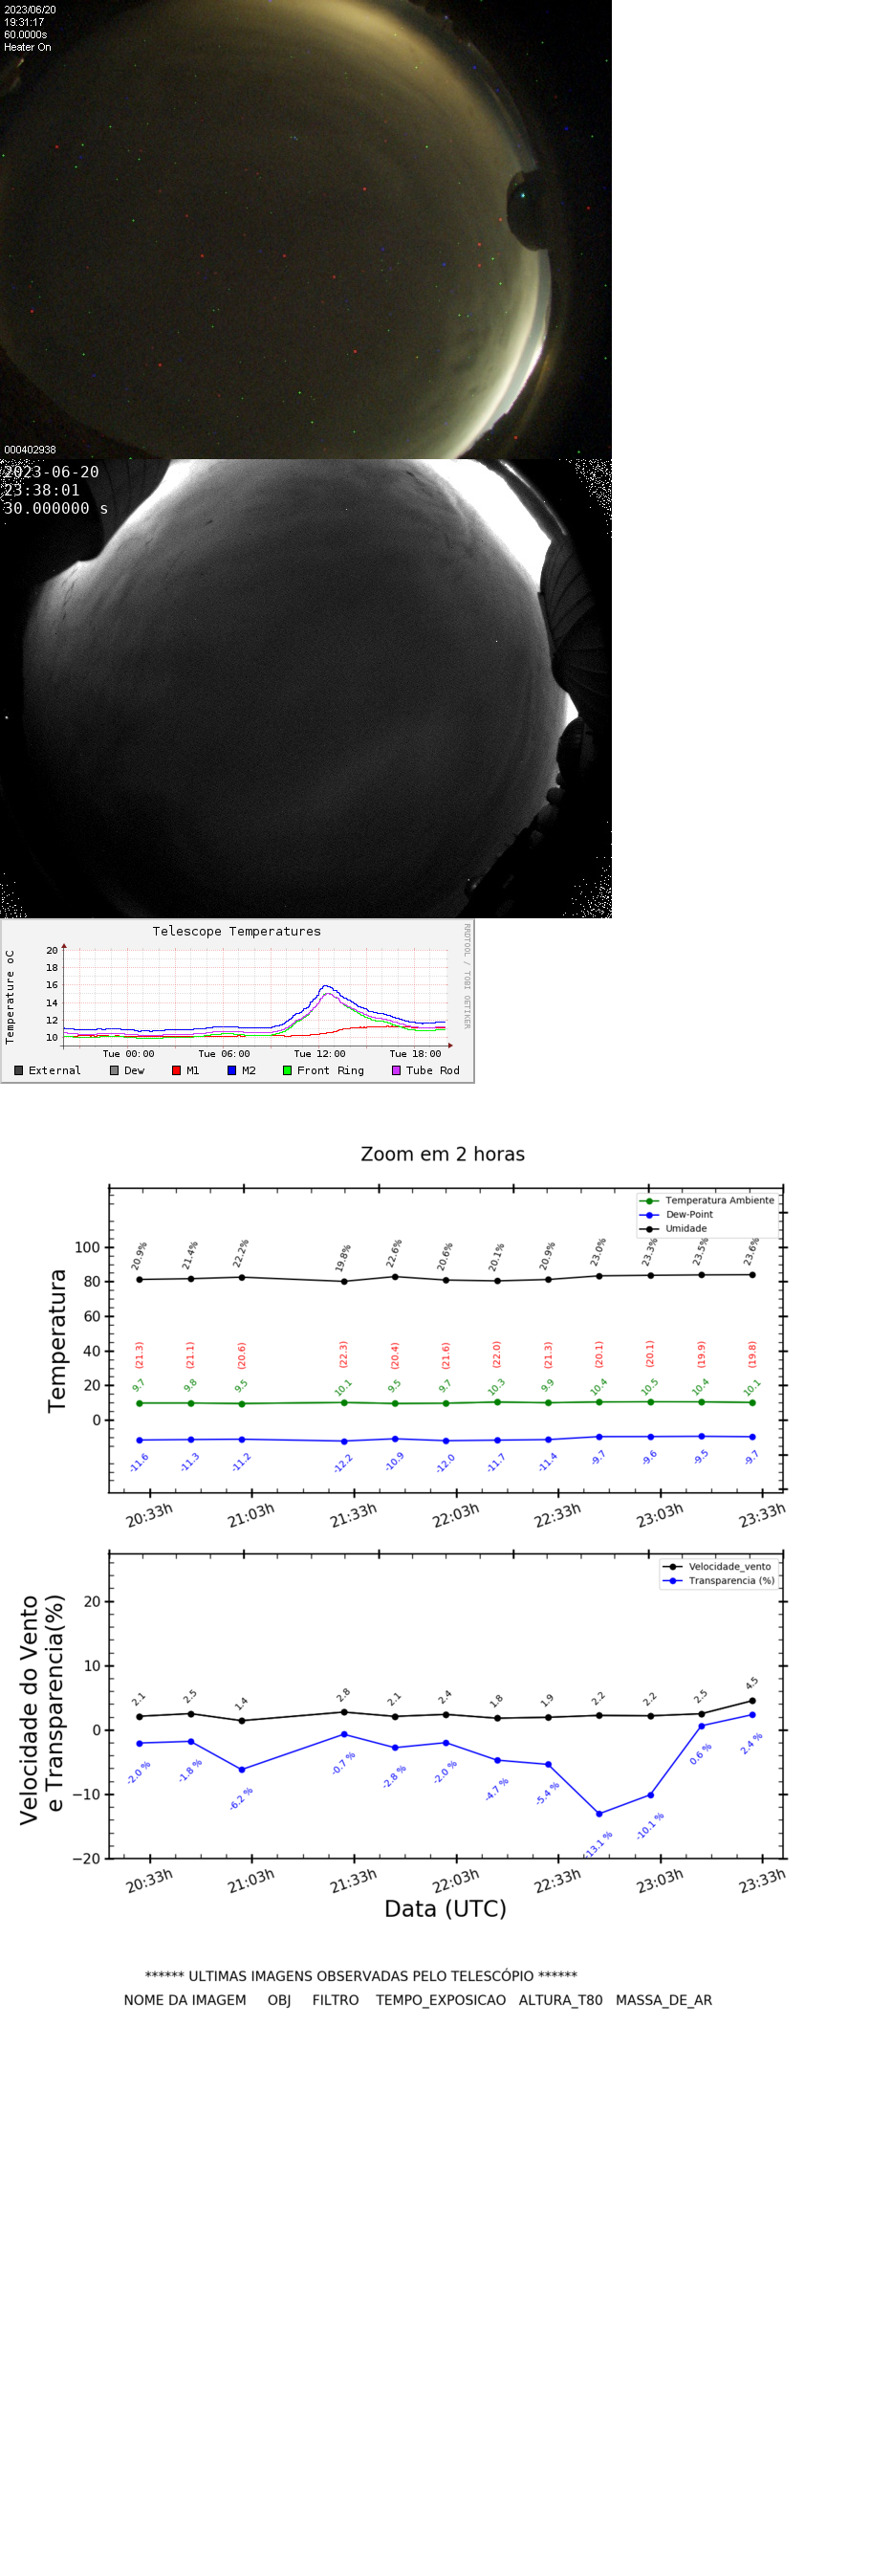 2023/06/20
19:31:17
60.0000s
Heater On
000402938
2023-06-20
23:38:01
30.000000 s
Telescope Temperatures
RRDTOOL / TOBI OETIKER
Temperature oC
20
18
16
14
12
10
Tue 00:00 Tue 06:00 Tue 12:00 Tue 18:00
External Dew M1 M2 Front Ring Tube Rod
Zoom em 2 horas
Temperatura Ambiente
Dew-Point
Umidade
Temperatura
100
80
60
40
20
0
20.9% 21.4% 22.2% 19.8% 22.6% 20.6% 20.1% 20.9% 23.0% 23.3% 23.5% 23.6%
(21.3) (21.1) (20.6) (22.3) (20.4) (21.6) (22.0) (21.3) (20.1) (20.1) (19.9) (19.8)
9.7 9.8 9.5 10.1 9.5 9.7 10.3 9.9 10.4 10.5 10.4 10.1
-11.6 -11.3 -11.2 -12.2 -10.9 -12.0 -11.7 -11.4 -9.7 -9.6 -9.5 -9.7
20:33h 21:03h 21:33h 22:03h 22:33h 23:03h 23:33h
Velocidade_vento
Transparencia (%)
Velocidade do Vento
e Transparencia(%)
20
10
0
−10
−20
2.1 2.5 1.4 2.8 2.1 2.4 1.8 1.9 2.2 2.2 2.5 4.5
-2.0 % -1.8 % -6.2 % -0.7 % -2.8 % -2.0 % -4.7 % -5.4 % -13.1 % -10.1 % 0.6 % 2.4 %
20:33h 21:03h 21:33h 22:03h 22:33h 23:03h 23:33h
Data (UTC)
****** ULTIMAS IMAGENS OBSERVADAS PELO TELESCÓPIO ******
NOME DA IMAGEM OBJ FILTRO TEMPO_EXPOSICAO ALTURA_T80 MASSA_DE_AR